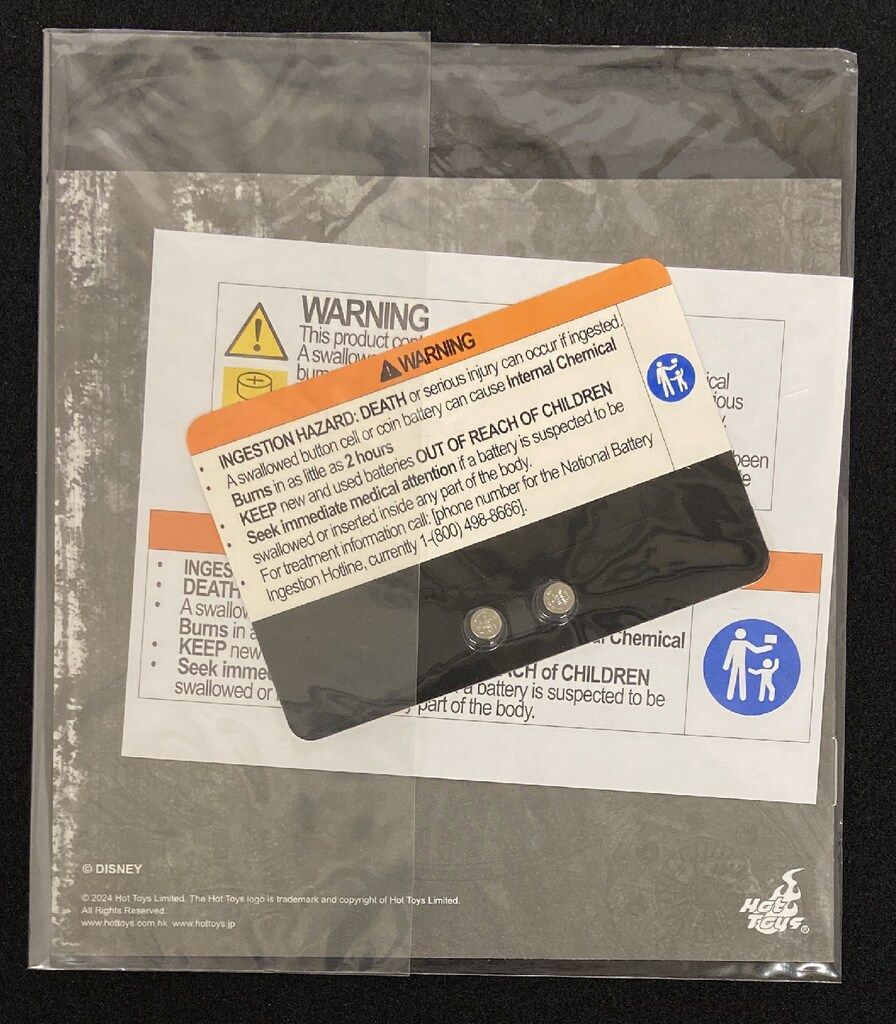 WARNING
This product con
A swallow
burn
ical
ious
been
WARNING
INGESTION HAZARD: DEATH or serious injury can occur if ingested.
A swallowed button cell or coin battery can cause Internal Chemical
Burns in as little as 2 hours
KEEP new and used batteries OUT OF REACH OF CHILDREN
Seek immediate medical attention if a battery is suspected to be
swallowed or inserted inside any part of the body.
For treatment information call: [phone number for the National Battery
Ingestion Hotline, currently 1-(800) 498-8666].
INGES
DEATH
A swallow
Burns in a
Chemical
KEEP new
CH of CHILDREN
Seek imme
a battery is suspected to be
swallowed or
part of the body.
© DISNEY
© 2024 Hot Toys Limited. The Hot Toys logo is trademark and copyright of Hot Toys Limited.
All Rights Reserved.
www.hottoys.com.hk www.hottoys.jp
Hot
Toys®